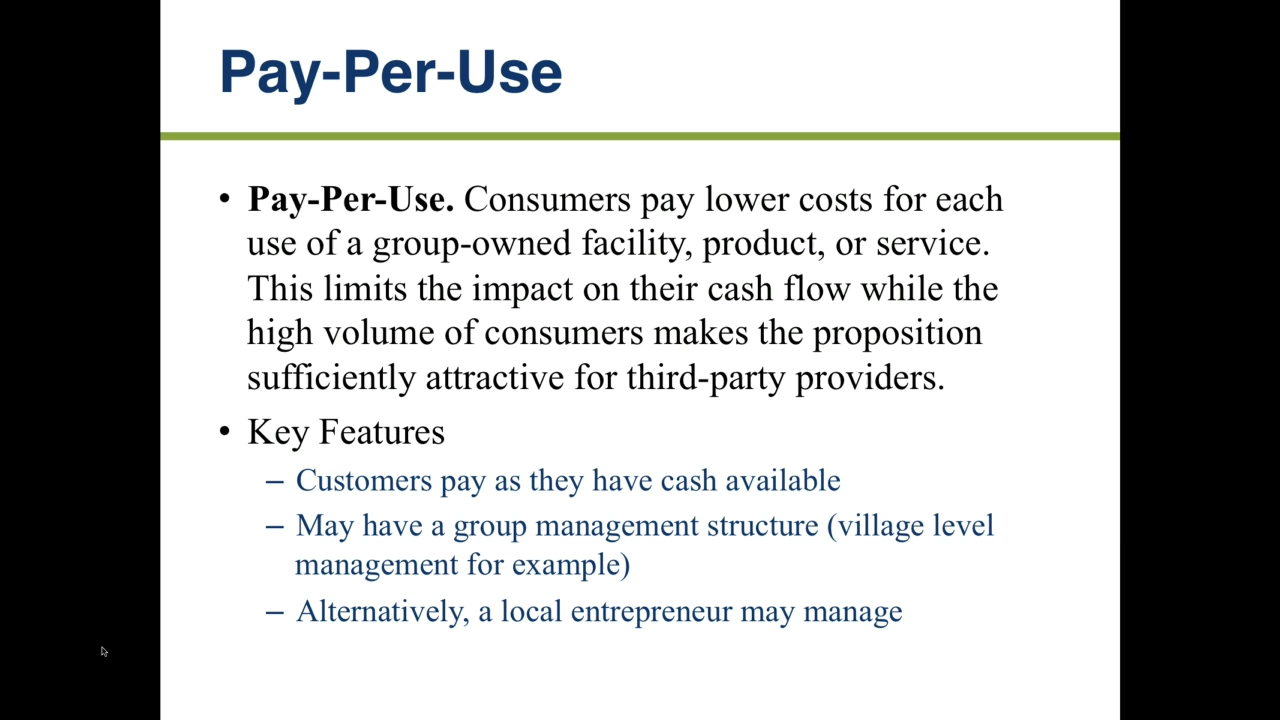 Pay-Per-Use
• Pay-Per-Use. Consumers pay lower costs for each
use of a group-owned facility, product, or service.
This limits the impact on their cash flow while the
high volume of consumers makes the proposition
sufficiently attractive for third-party providers.
• Key Features
– Customers pay as they have cash available
– May have a group management structure (village level
management for example)
– Alternatively, a local entrepreneur may manage